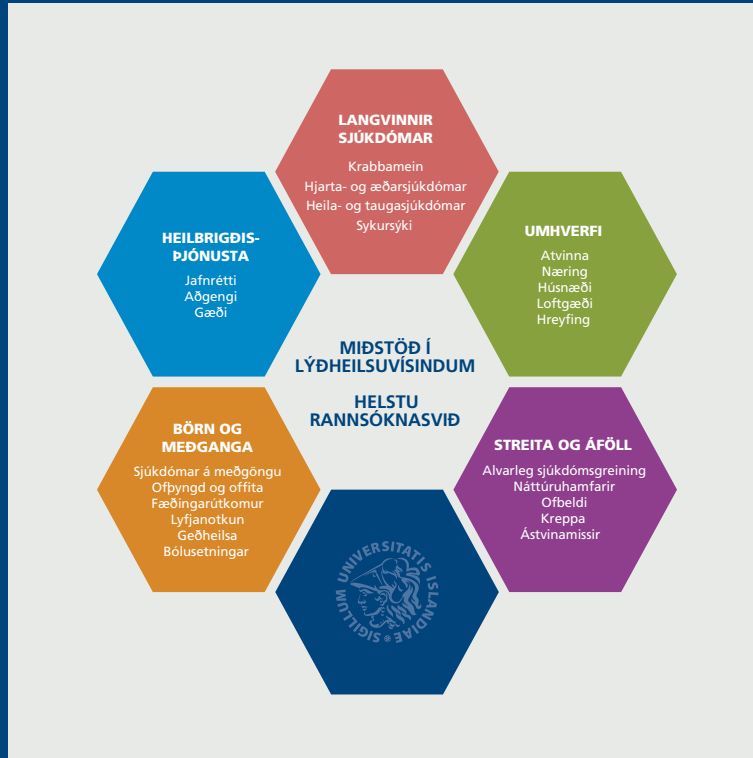 LANGVINNIR
SJÚKDÓMAR
Krabbamein
Hjarta- og æðarsjúkdómar
Heila- og taugasjúkdómar
Sykursýki
HEILBRIGÐIS-
ÞJÓNUSTA
Jafnrétti
Aðgengi
Gæði
UMHVERFI
Atvinna
Næring
Húsnæði
Loftgæði
Hreyfing
MIÐSTÖÐ Í
LÝÐHEILSUVÍSINDUM
HELSTU
RANNSÓKNASVIÐ
BÖRN OG
MEÐGANGA
Sjúkdómar á meðgöngu
Ofþyngd og offita
Fæðingarútkomur
Lyfjanotkun
Geðheilsa
Bólusetningar
STREITA OG ÁFÖLL
Alvarleg sjúkdómsgreining
Náttúruhamfarir
Ofbeldi
Kreppa
Ástvinamissir
SIGILLUM UNIVERSITATIS ISLANDIAE